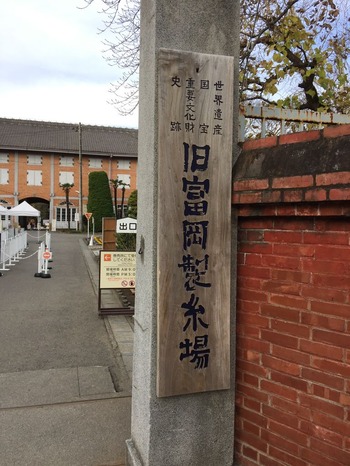 世界遺産
国宝
重要文化財
史跡
旧富岡製糸場
出口